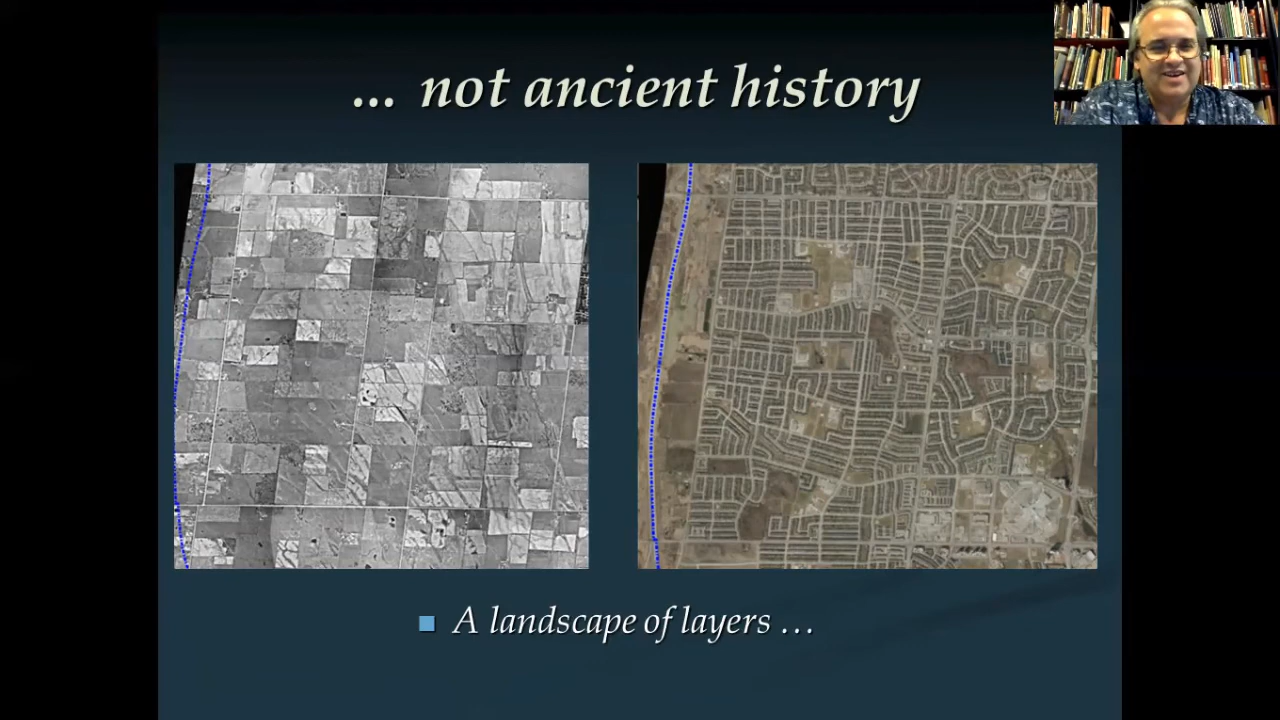 ... not ancient history
A landscape of layers ...